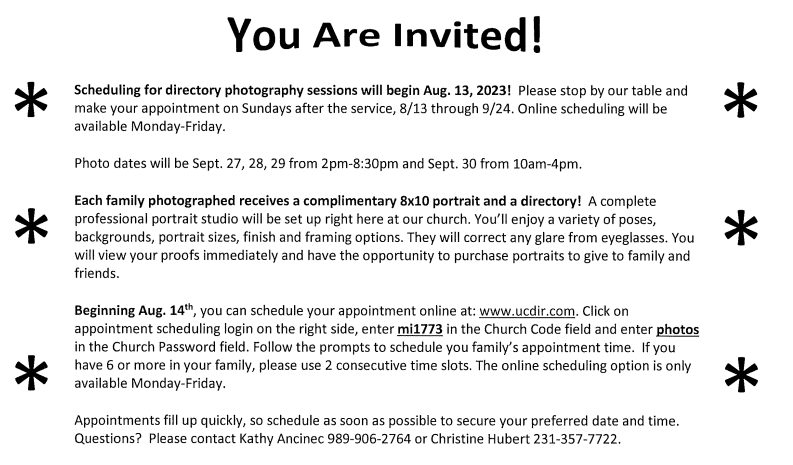 You Are Invited!
Scheduling for directory photography sessions will begin Aug. 13, 2023!  Please stop by our table and
make your appointment on Sundays after the service, 8/13 through 9/24. Online scheduling will be
available Monday-Friday.
Photo dates will be Sept. 27, 28, 29 from 2pm-8:30pm and Sept. 30 from 10am-4pm.
Each family photographed receives a complimentary 8x10 portrait and a directory!  A complete
professional portrait studio will be set up right here at our church. You'll enjoy a variety of poses,
backgrounds, portrait sizes, finish and framing options. They will correct any glare from eyeglasses. You
will view your proofs immediately and have the opportunity to purchase portraits to give to family and
friends.
Beginning Aug. 14th, you can schedule your appointment online at: www.ucdir.com. Click on
appointment scheduling login on the right side, enter mi1773 in the Church Code field and enter photos
in the Church Password field. Follow the prompts to schedule you family's appointment time.  If you
have 6 or more in your family, please use 2 consecutive time slots. The online scheduling option is only
available Monday-Friday.
Appointments fill up quickly, so schedule as soon as possible to secure your preferred date and time.
Questions?  Please contact Kathy Ancinec 989-906-2764 or Christine Hubert 231-357-7722.